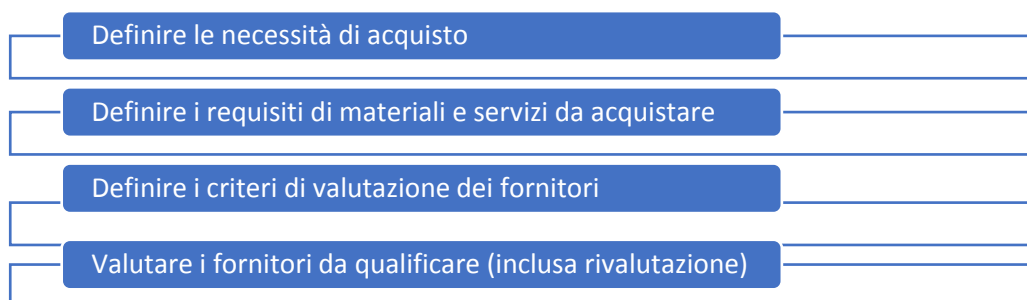 Definire le necessità di acquisto
Definire i requisiti di materiali e servizi da acquistare
Definire i criteri di valutazione dei fornitori
Valutare i fornitori da qualificare (inclusa rivalutazione)